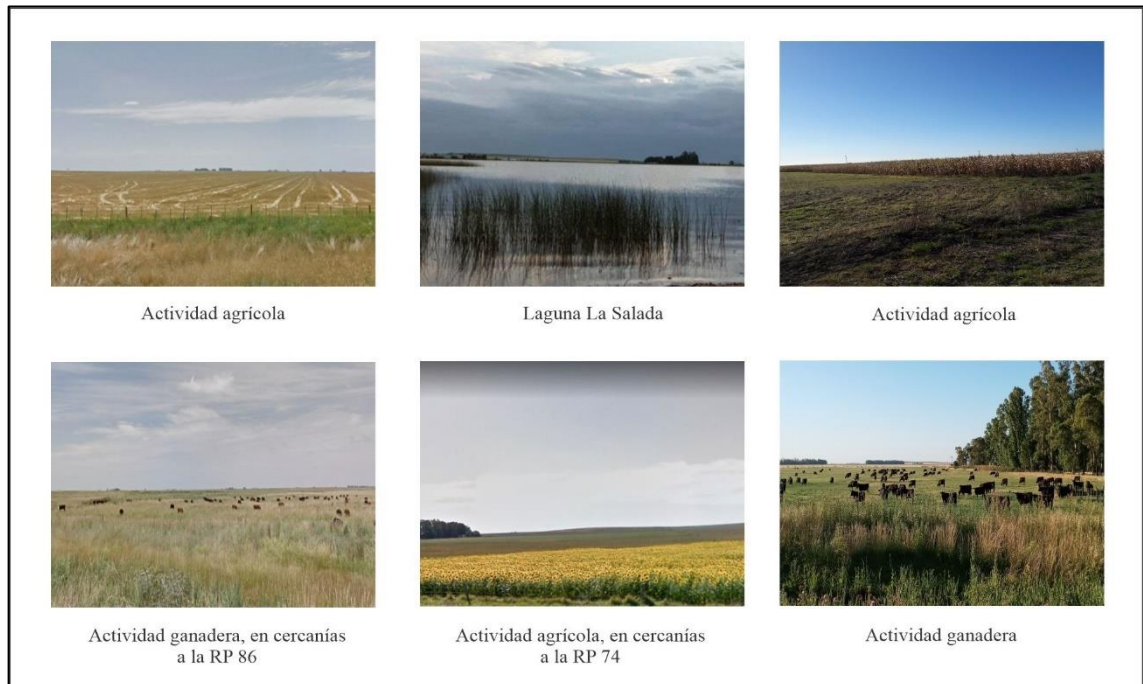 Actividad agrícola
Laguna La Salada
Actividad agrícola
Actividad ganadera, en cercanías
a la RP 86
Actividad agrícola, en cercanías
a la RP 74
Actividad ganadera